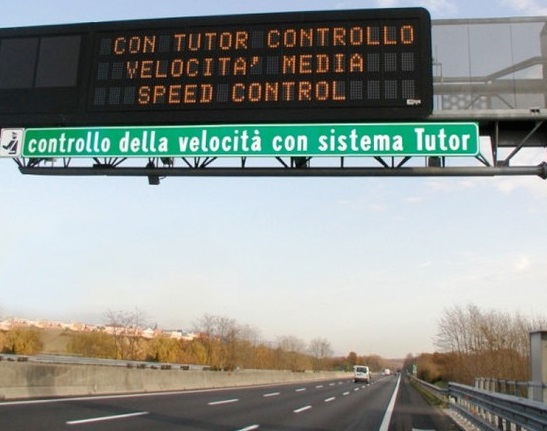 CON TUTOR CONTROLLO
VELOCITA' MEDIA
SPEED CONTROL
controllo della velocità con sistema Tutor